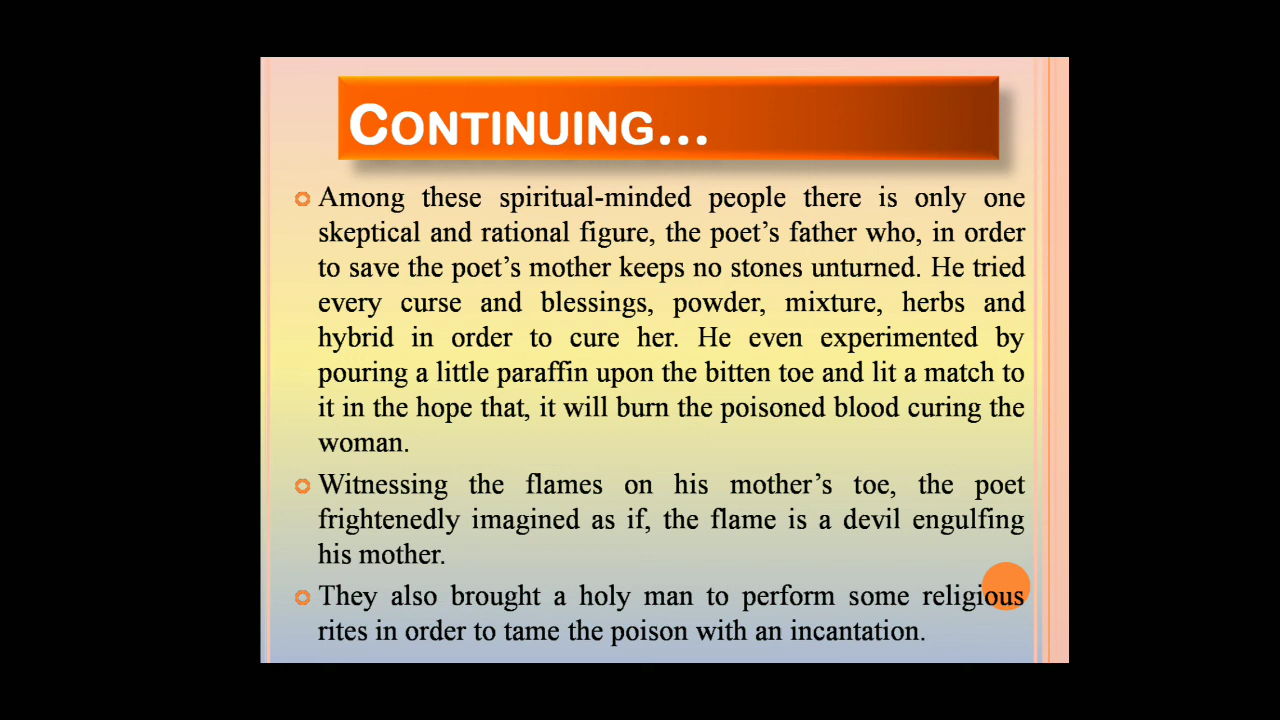 CONTINUING...
Among these spiritual-minded people there is only one
skeptical and rational figure, the poet's father who, in order
to save the poet's mother keeps no stones unturned. He tried
every curse and blessings, powder, mixture, herbs and
hybrid in order to cure her. He even experimented by
pouring a little paraffin upon the bitten toe and lit a match to
it in the hope that, it will burn the poisoned blood curing the
woman.
Witnessing the flames on his mother's toe, the poet
frightenedly imagined as if, the flame is a devil engulfing
his mother.
They also brought a holy man to perform some religious
rites in order to tame the poison with an incantation.